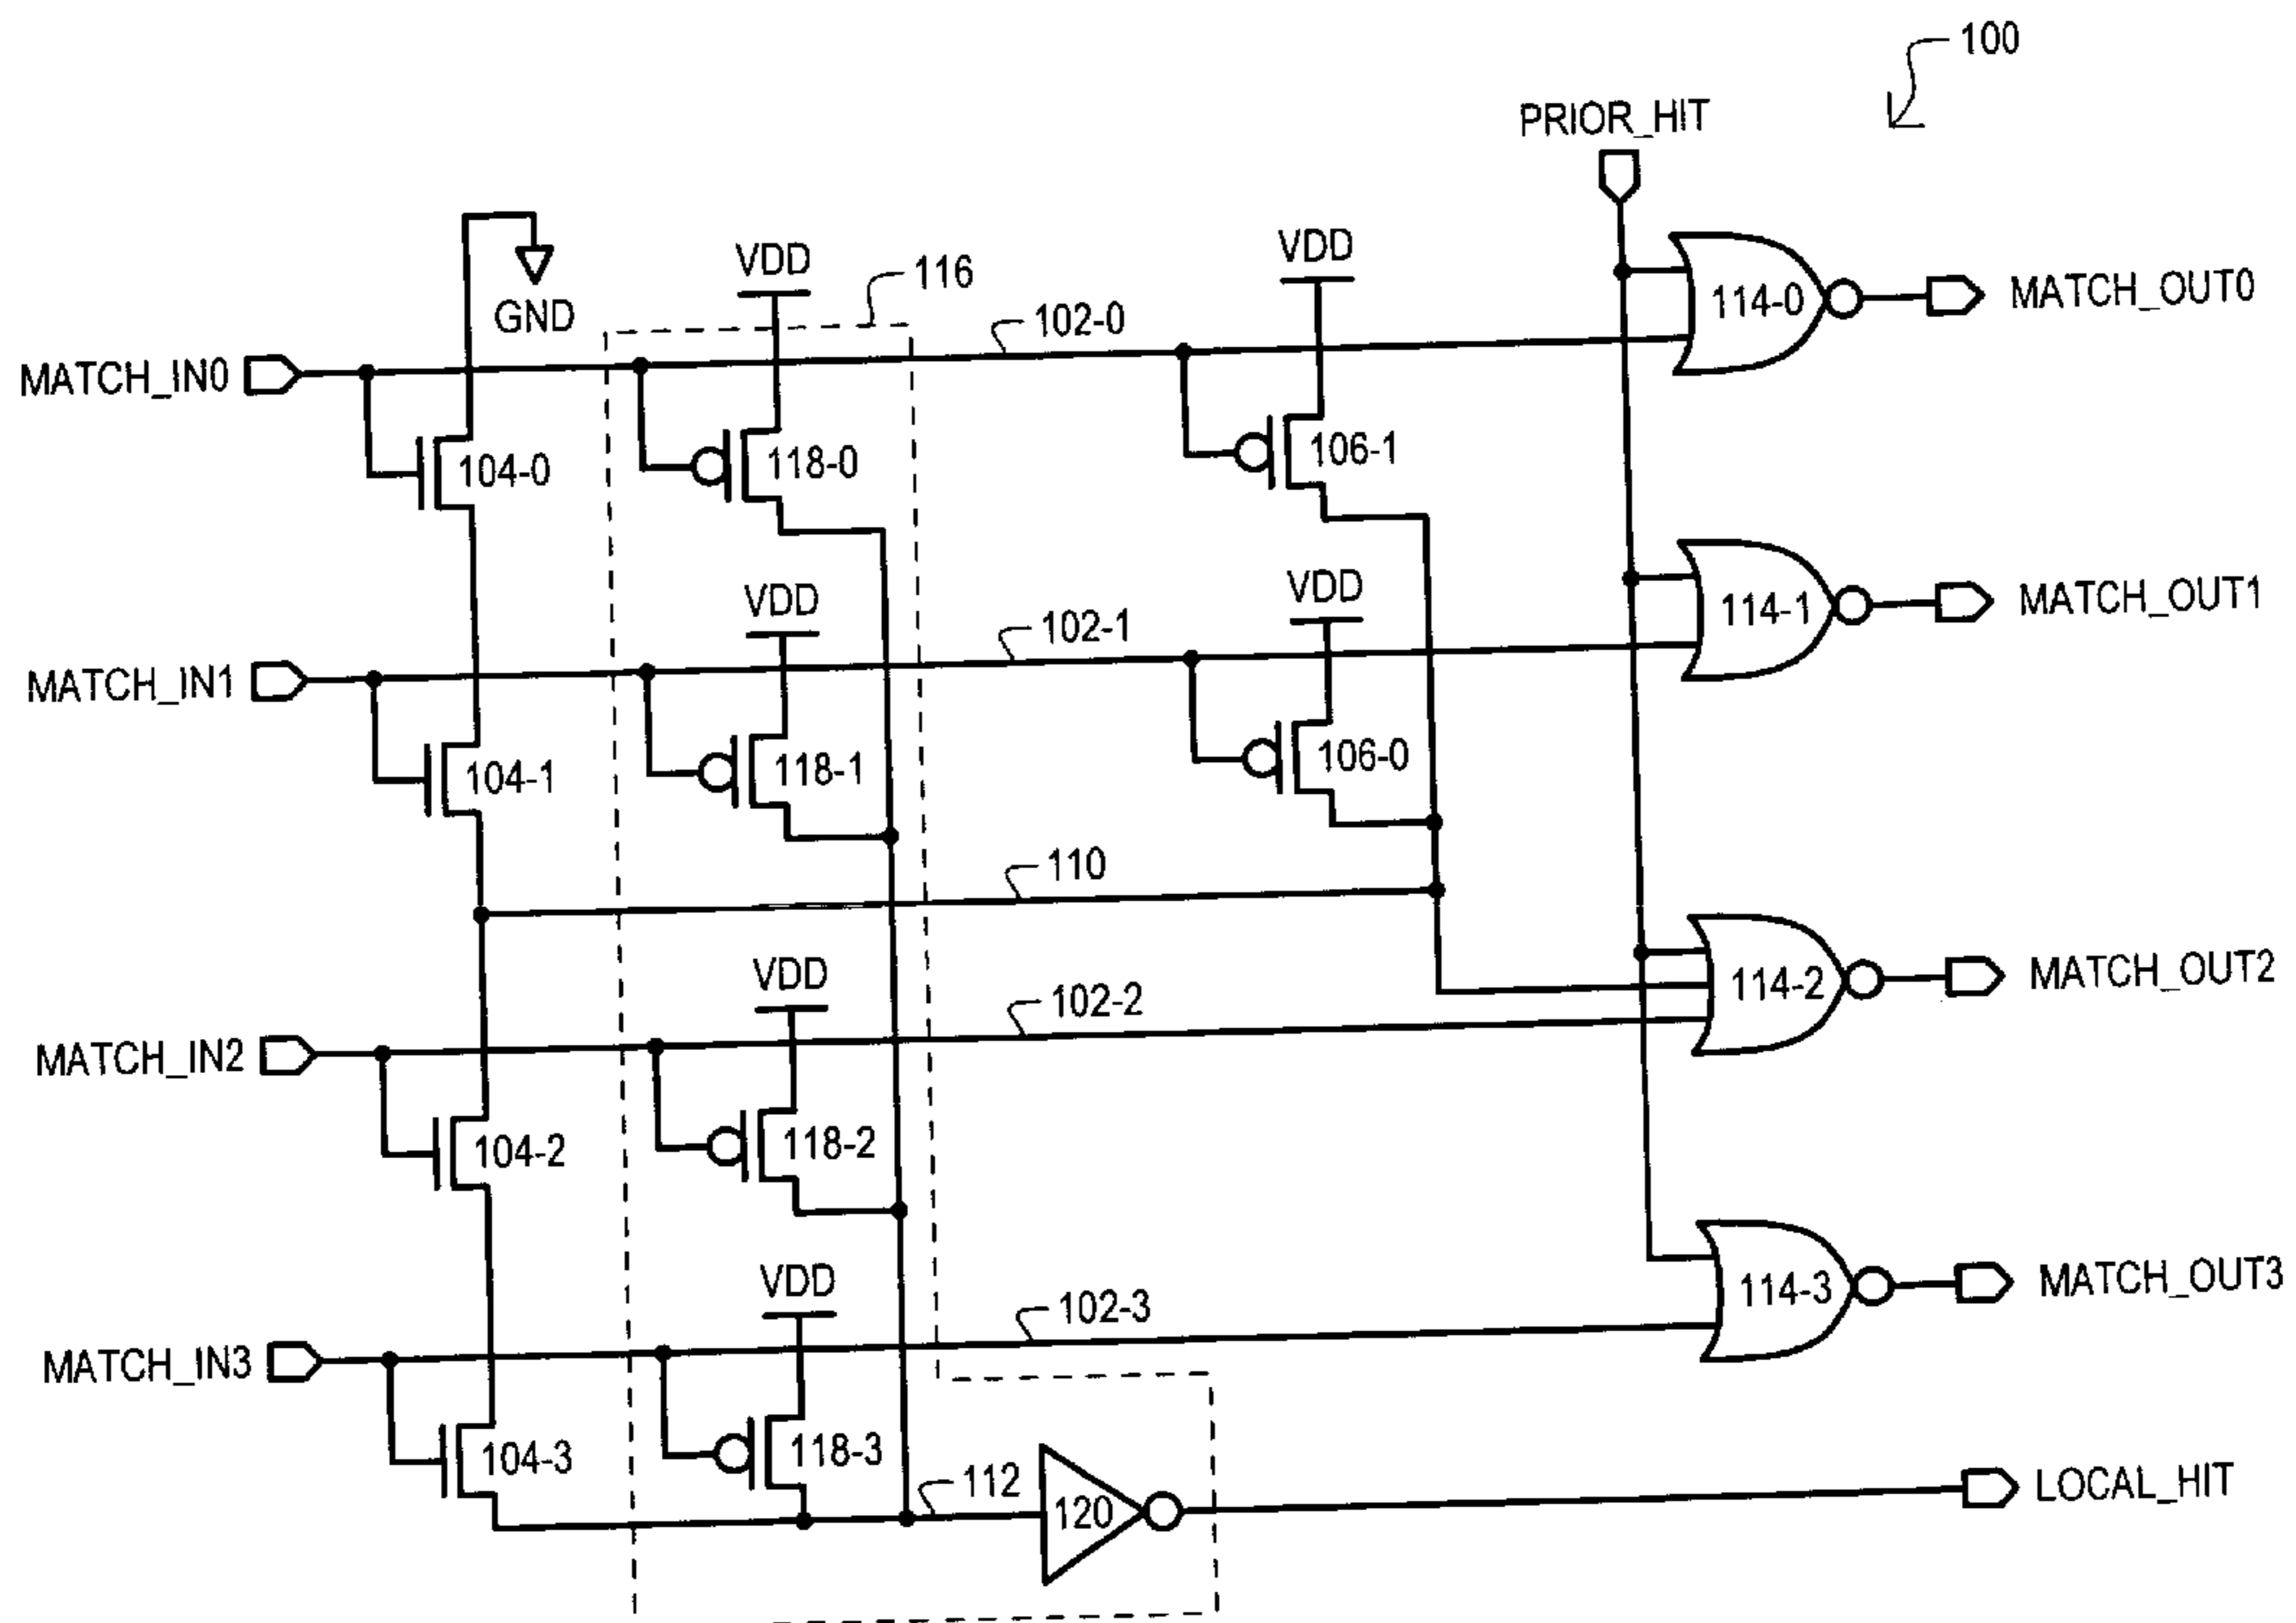 100
PRIOR_HIT
VDD
VDD
116
114-0
MATCH_OUT0
GND
102-0
MATCH_IN0
104-0
118-0
106-1
VDD
VDD
114-1
MATCH_OUT1
102-1
MATCH_IN1
104-1
118-1
106-0
110
VDD
114-2
MATCH_OUT2
102-2
MATCH_IN2
104-2
118-2
VDD
114-3
MATCH_OUT3
102-3
MATCH_IN3
104-3
118-3
112
120
LOCAL_HIT